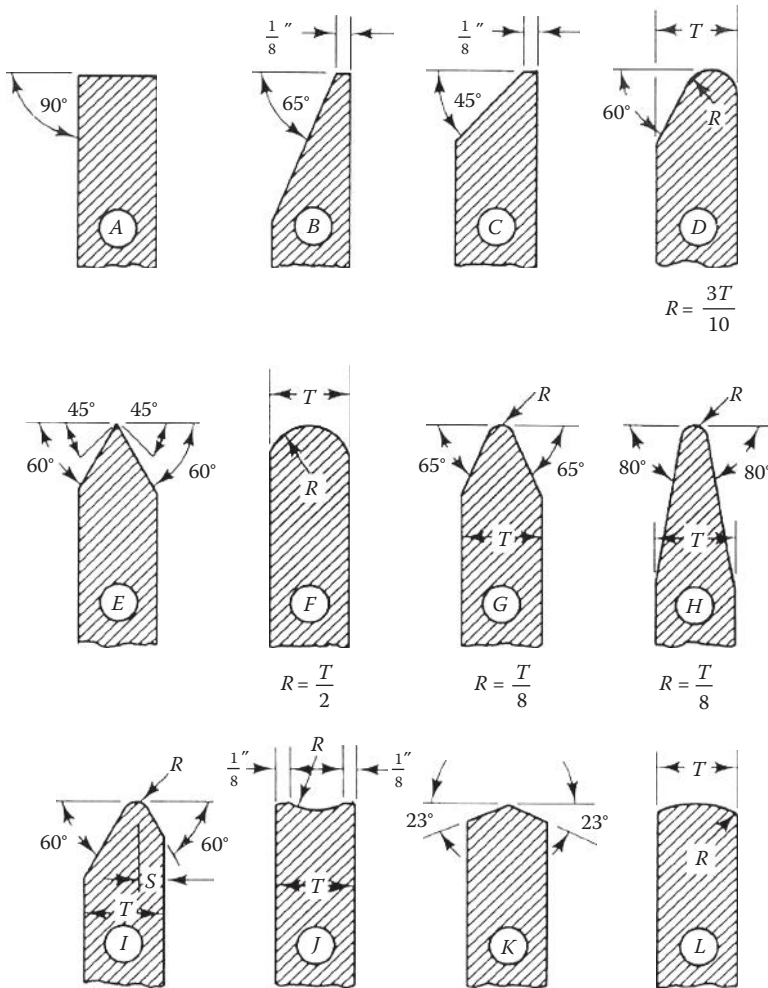 1/8″ 1/8″ T
90° 65° 45° 60° R
A B C D
R = 3T/10
45° 45° T R R
60° 60° R 65° 65° 80° 80°
T T
E F G H
R = T/2 R = T/8 R = T/8
R 1/8″ R 1/8″ T
60° 60° 23° 23°
S R
T T
I J K L